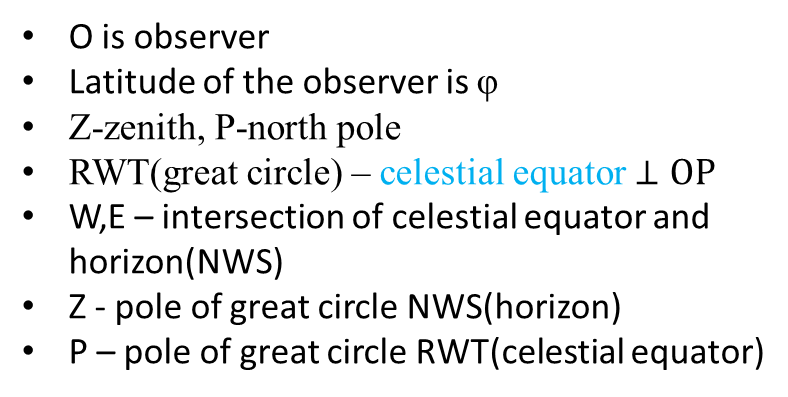 • O is observer
• Latitude of the observer is φ
• Z-zenith, P-north pole
• RWT(great circle) – celestial equator ⊥ OP
• W,E – intersection of celestial equator and
horizon(NWS)
• Z - pole of great circle NWS(horizon)
• P – pole of great circle RWT(celestial equator)